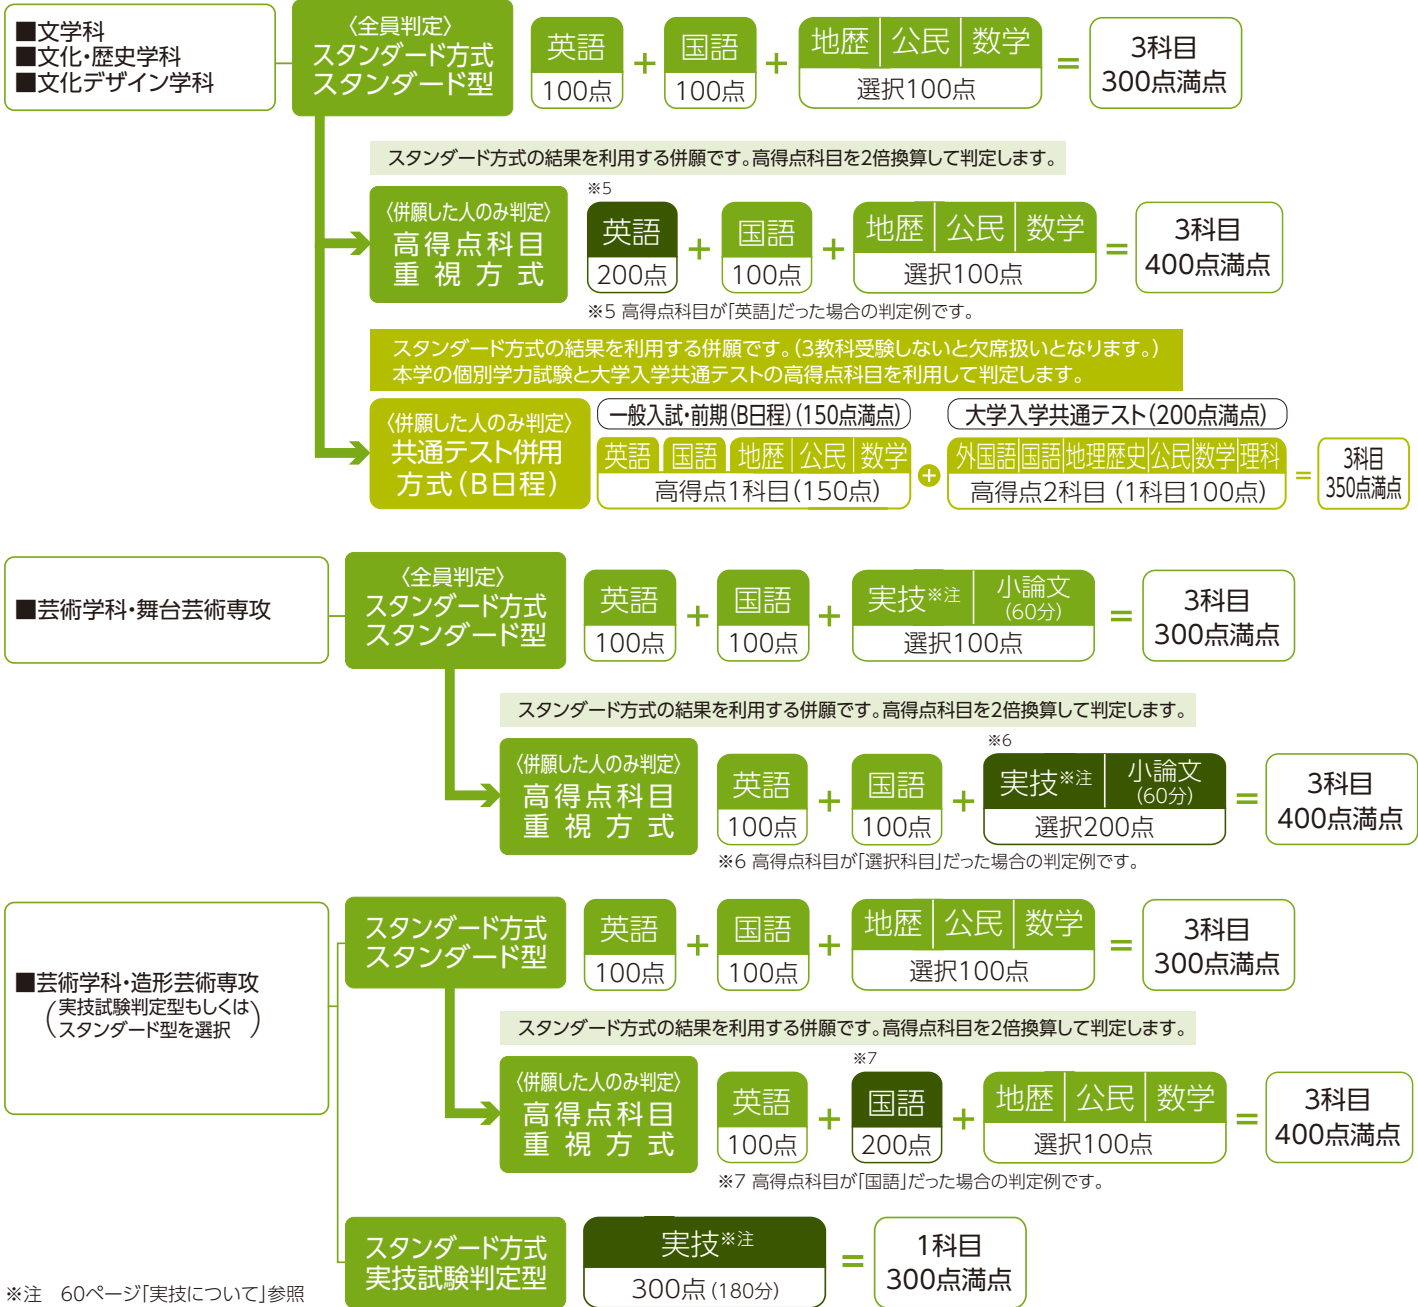 ■文学科
■文化・歴史学科
■文化デザイン学科
〈全員判定〉
スタンダード方式
スタンダード型
英語
100点
+
国語
100点
+
地歴 公民 数学
選択100点
=
3科目
300点満点
スタンダード方式の結果を利用する併願です。高得点科目を2倍換算して判定します。
〈併願した人のみ判定〉
高得点科目
重視方式
※5
英語
200点
+
国語
100点
+
地歴 公民 数学
選択100点
=
3科目
400点満点
※5 高得点科目が「英語」だった場合の判定例です。
スタンダード方式の結果を利用する併願です。(3教科受験しないと欠席扱いとなります。)
本学の個別学力試験と大学入学共通テストの高得点科目を利用して判定します。
〈併願した人のみ判定〉
共通テスト併用
方式(B日程)
一般入試・前期(B日程)(150点満点)
英語 国語 地歴 公民 数学
高得点1科目(150点)
+
大学入学共通テスト(200点満点)
外国語 国語 地理歴史 公民 数学 理科
高得点2科目 (1科目100点)
=
3科目
350点満点
■芸術学科・舞台芸術専攻
〈全員判定〉
スタンダード方式
スタンダード型
英語
100点
+
国語
100点
+
実技※注 小論文
(60分)
選択100点
=
3科目
300点満点
スタンダード方式の結果を利用する併願です。高得点科目を2倍換算して判定します。
〈併願した人のみ判定〉
高得点科目
重視方式
英語
100点
+
国語
100点
+
※6
実技※注 小論文
(60分)
選択200点
=
3科目
400点満点
※6 高得点科目が「選択科目」だった場合の判定例です。
■芸術学科・造形芸術専攻
(実技試験判定型もしくは
スタンダード型を選択)
スタンダード方式
スタンダード型
英語
100点
+
国語
100点
+
地歴 公民 数学
選択100点
=
3科目
300点満点
スタンダード方式の結果を利用する併願です。高得点科目を2倍換算して判定します。
〈併願した人のみ判定〉
高得点科目
重視方式
英語
100点
+
※7
国語
200点
+
地歴 公民 数学
選択100点
=
3科目
400点満点
※7 高得点科目が「国語」だった場合の判定例です。
スタンダード方式
実技試験判定型
実技※注
300点(180分)
=
1科目
300点満点
※注 60ページ「実技について」参照